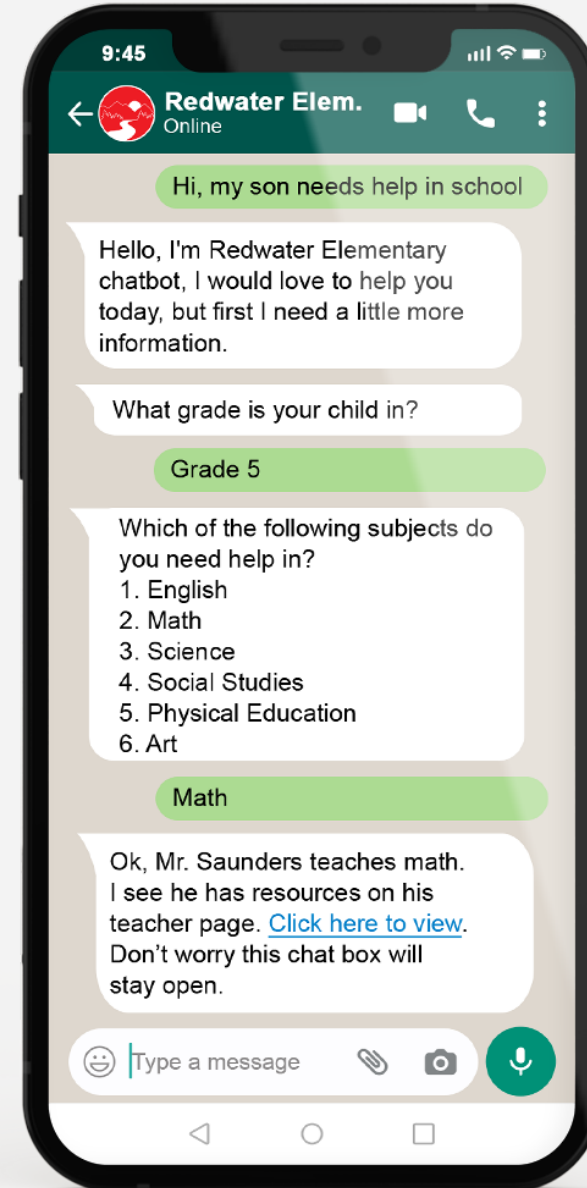 9:45
Redwater Elem.
Online
Hi, my son needs help in school
Hello, I'm Redwater Elementary
chatbot, I would love to help you
today, but first I need a little more
information.
What grade is your child in?
Grade 5
Which of the following subjects do
you need help in?
1. English
2. Math
3. Science
4. Social Studies
5. Physical Education
6. Art
Math
Ok, Mr. Saunders teaches math.
I see he has resources on his
teacher page. Click here to view.
Don’t worry this chat box will
stay open.
Type a message